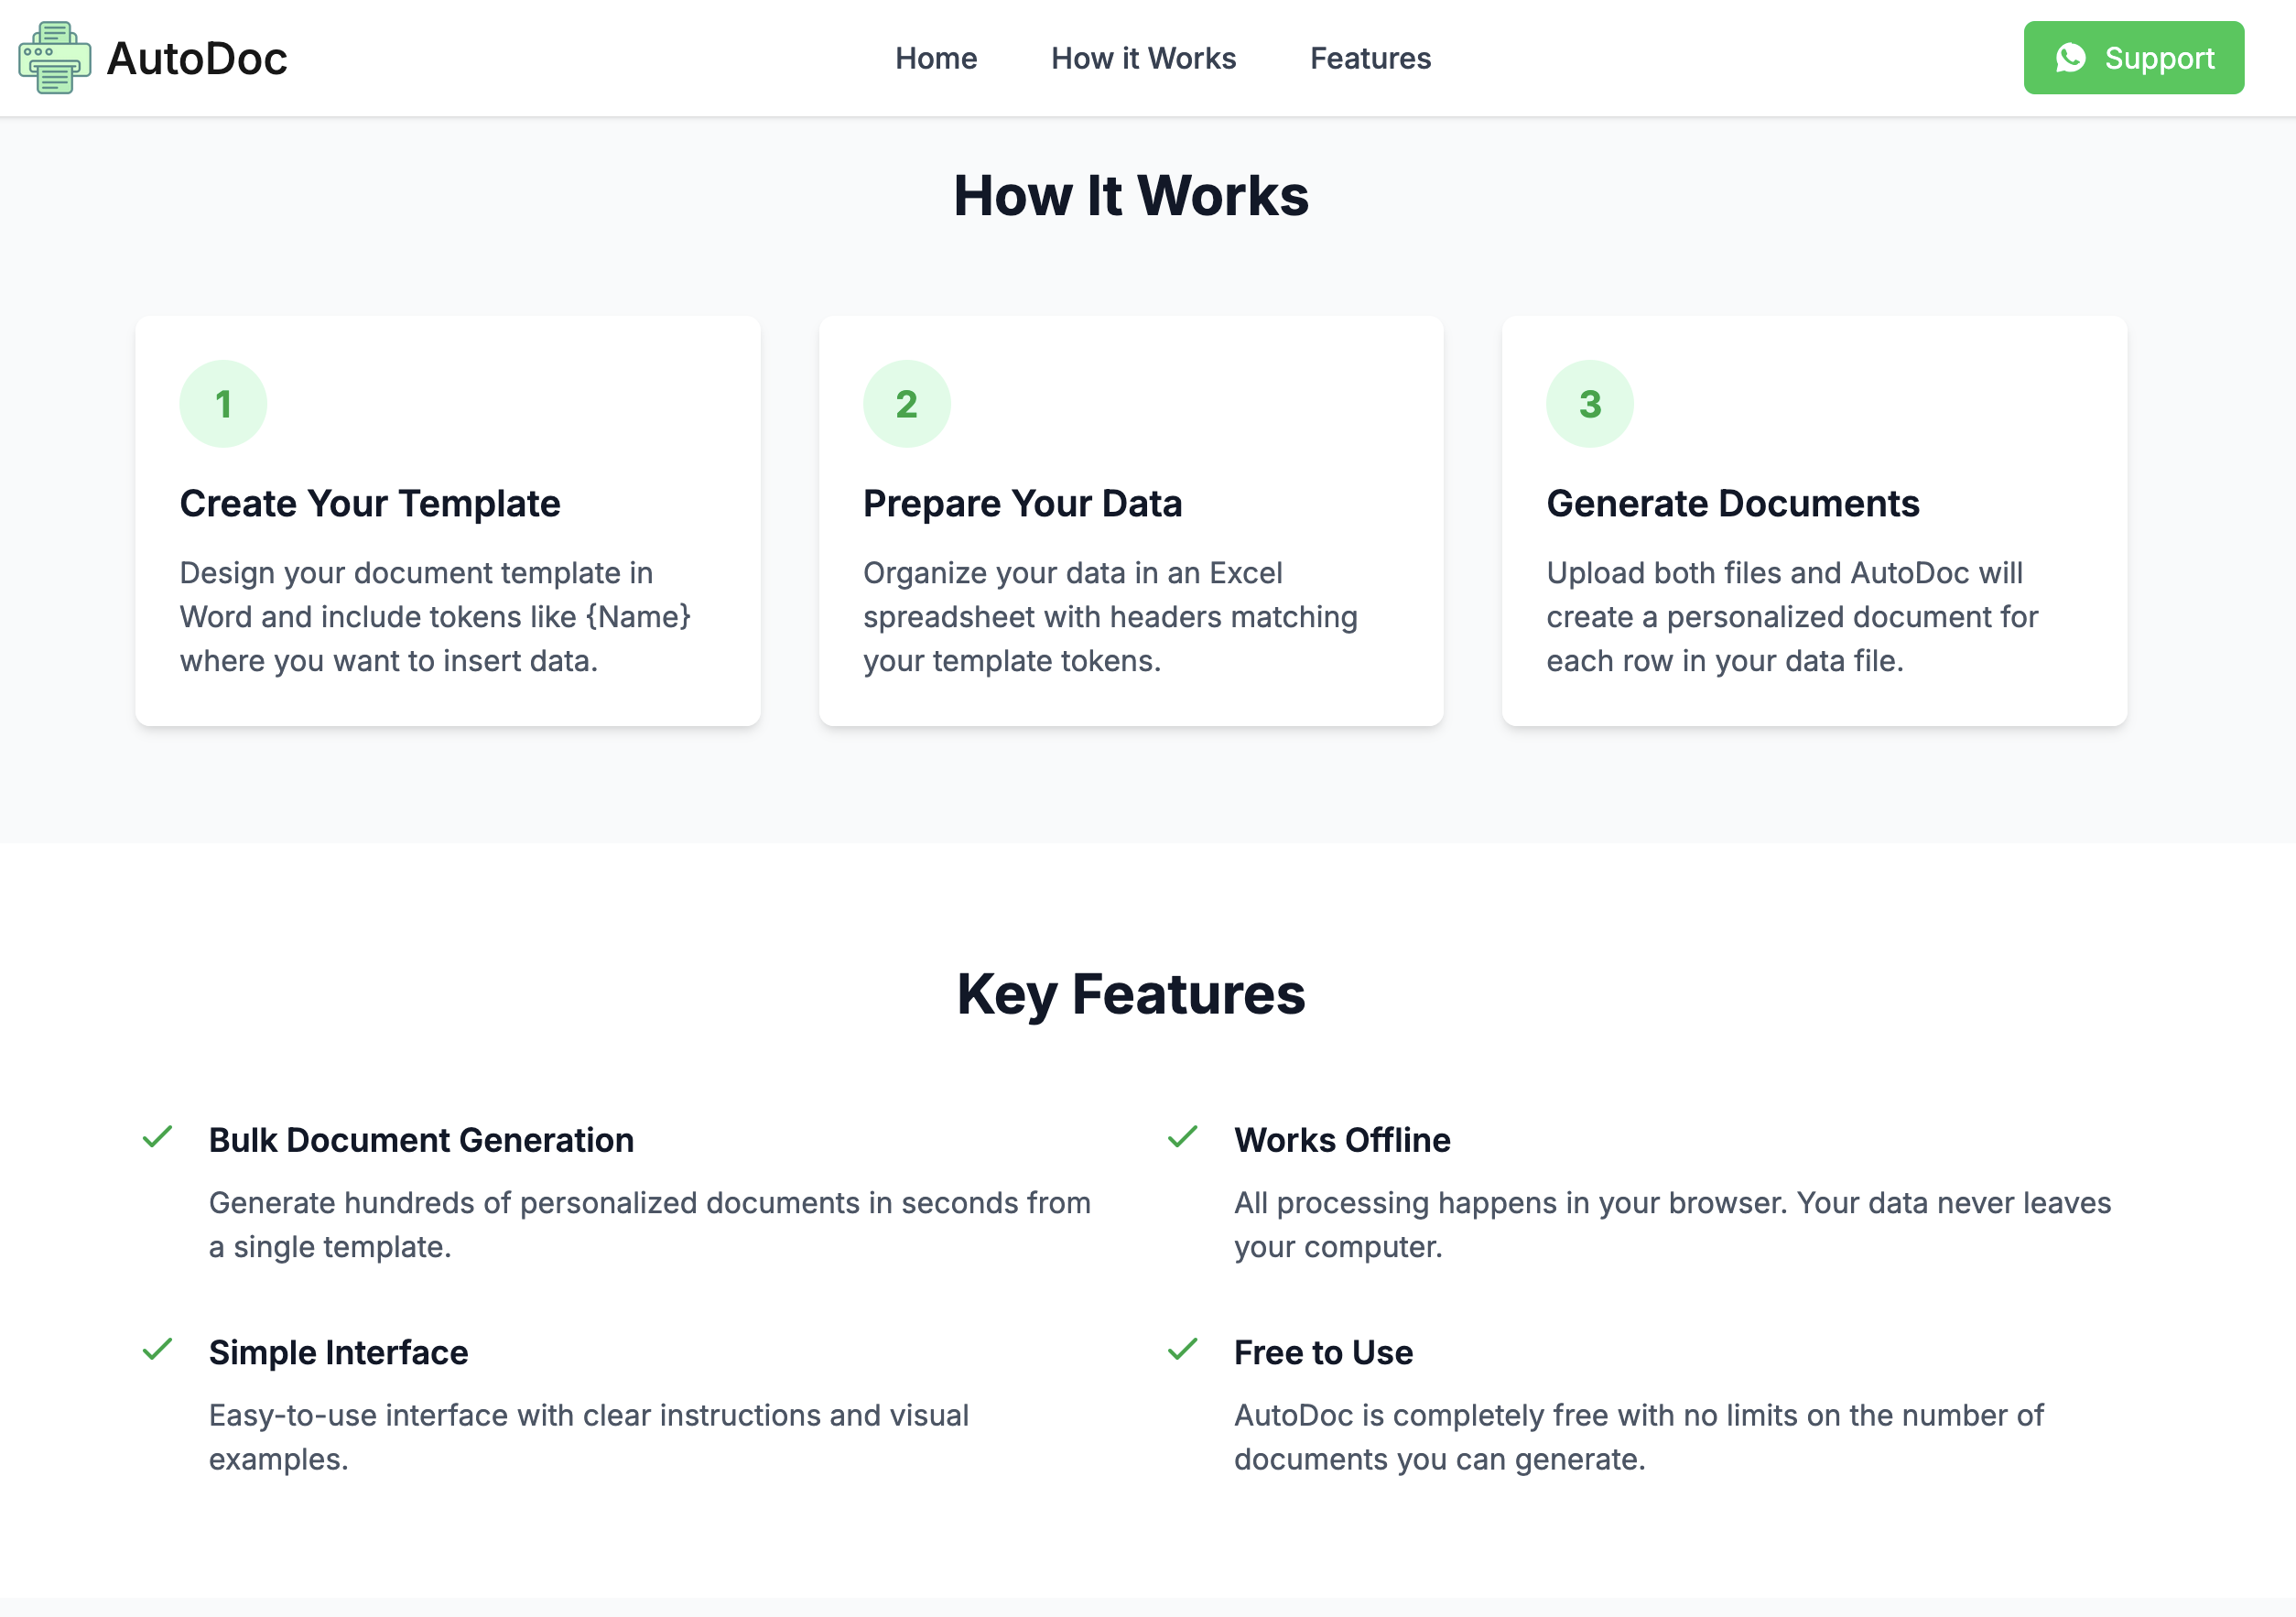 AutoDoc
Home
How it Works
Features
Support
How It Works
1
Create Your Template
Design your document template in
Word and include tokens like {Name}
where you want to insert data.
2
Prepare Your Data
Organize your data in an Excel
spreadsheet with headers matching
your template tokens.
3
Generate Documents
Upload both files and AutoDoc will
create a personalized document for
each row in your data file.
Key Features
Bulk Document Generation
Generate hundreds of personalized documents in seconds from
a single template.
Works Offline
All processing happens in your browser. Your data never leaves
your computer.
Simple Interface
Easy-to-use interface with clear instructions and visual
examples.
Free to Use
AutoDoc is completely free with no limits on the number of
documents you can generate.